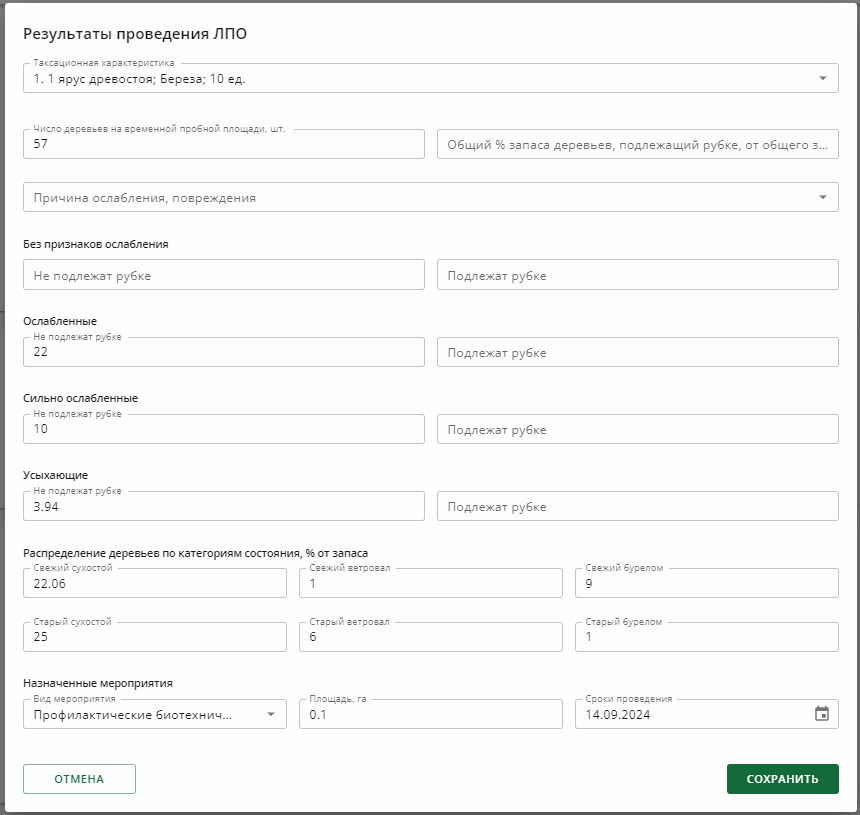 Результаты проведения ЛПО
Таксационная характеристика
1. 1 ярус древостоя; Береза; 10 ед.
Число деревьев на временной пробной площади, шт.
57
Общий % запаса деревьев, подлежащий рубке, от общего з...
Причина ослабления, повреждения
Без признаков ослабления
Не подлежат рубке
Подлежат рубке
Ослабленные
Не подлежат рубке
22
Подлежат рубке
Сильно ослабленные
Не подлежат рубке
10
Подлежат рубке
Усыхающие
Не подлежат рубке
3.94
Подлежат рубке
Распределение деревьев по категориям состояния, % от запаса
Свежий сухостой
22.06
Свежий ветровал
1
Свежий бурелом
9
Старый сухостой
25
Старый ветровал
6
Старый бурелом
1
Назначенные мероприятия
Вид мероприятия
Профилактические биотехнич...
Площадь, га
0.1
Сроки проведения
14.09.2024
ОТМЕНА
СОХРАНИТЬ